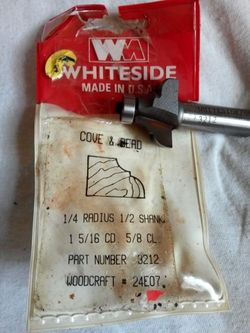 WHITESIDE
MADE IN U.S.A.
COVE & BEAD
1/4 RADIUS 1/2 SHANK
1 5/16 CD. 5/8 CL.
PART NUMBER 3212
WOODCRAFT # 24E07
3212